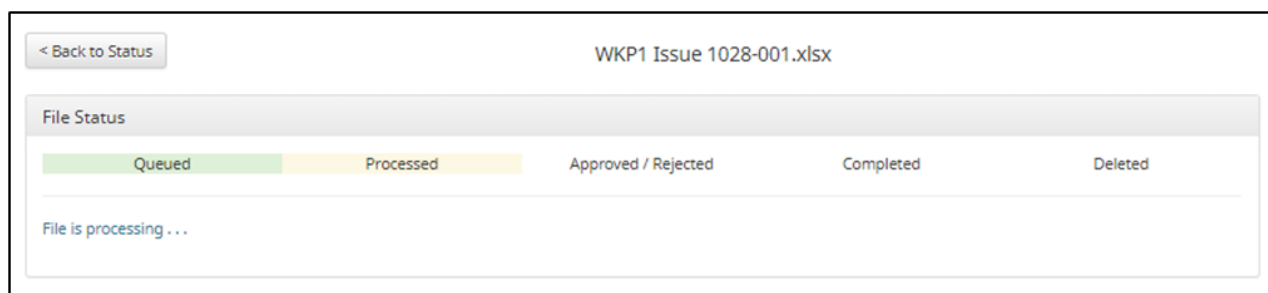 < Back to Status
WKP1 Issue 1028-001.xlsx
File Status
Queued Processed Approved / Rejected Completed Deleted
File is processing . . .